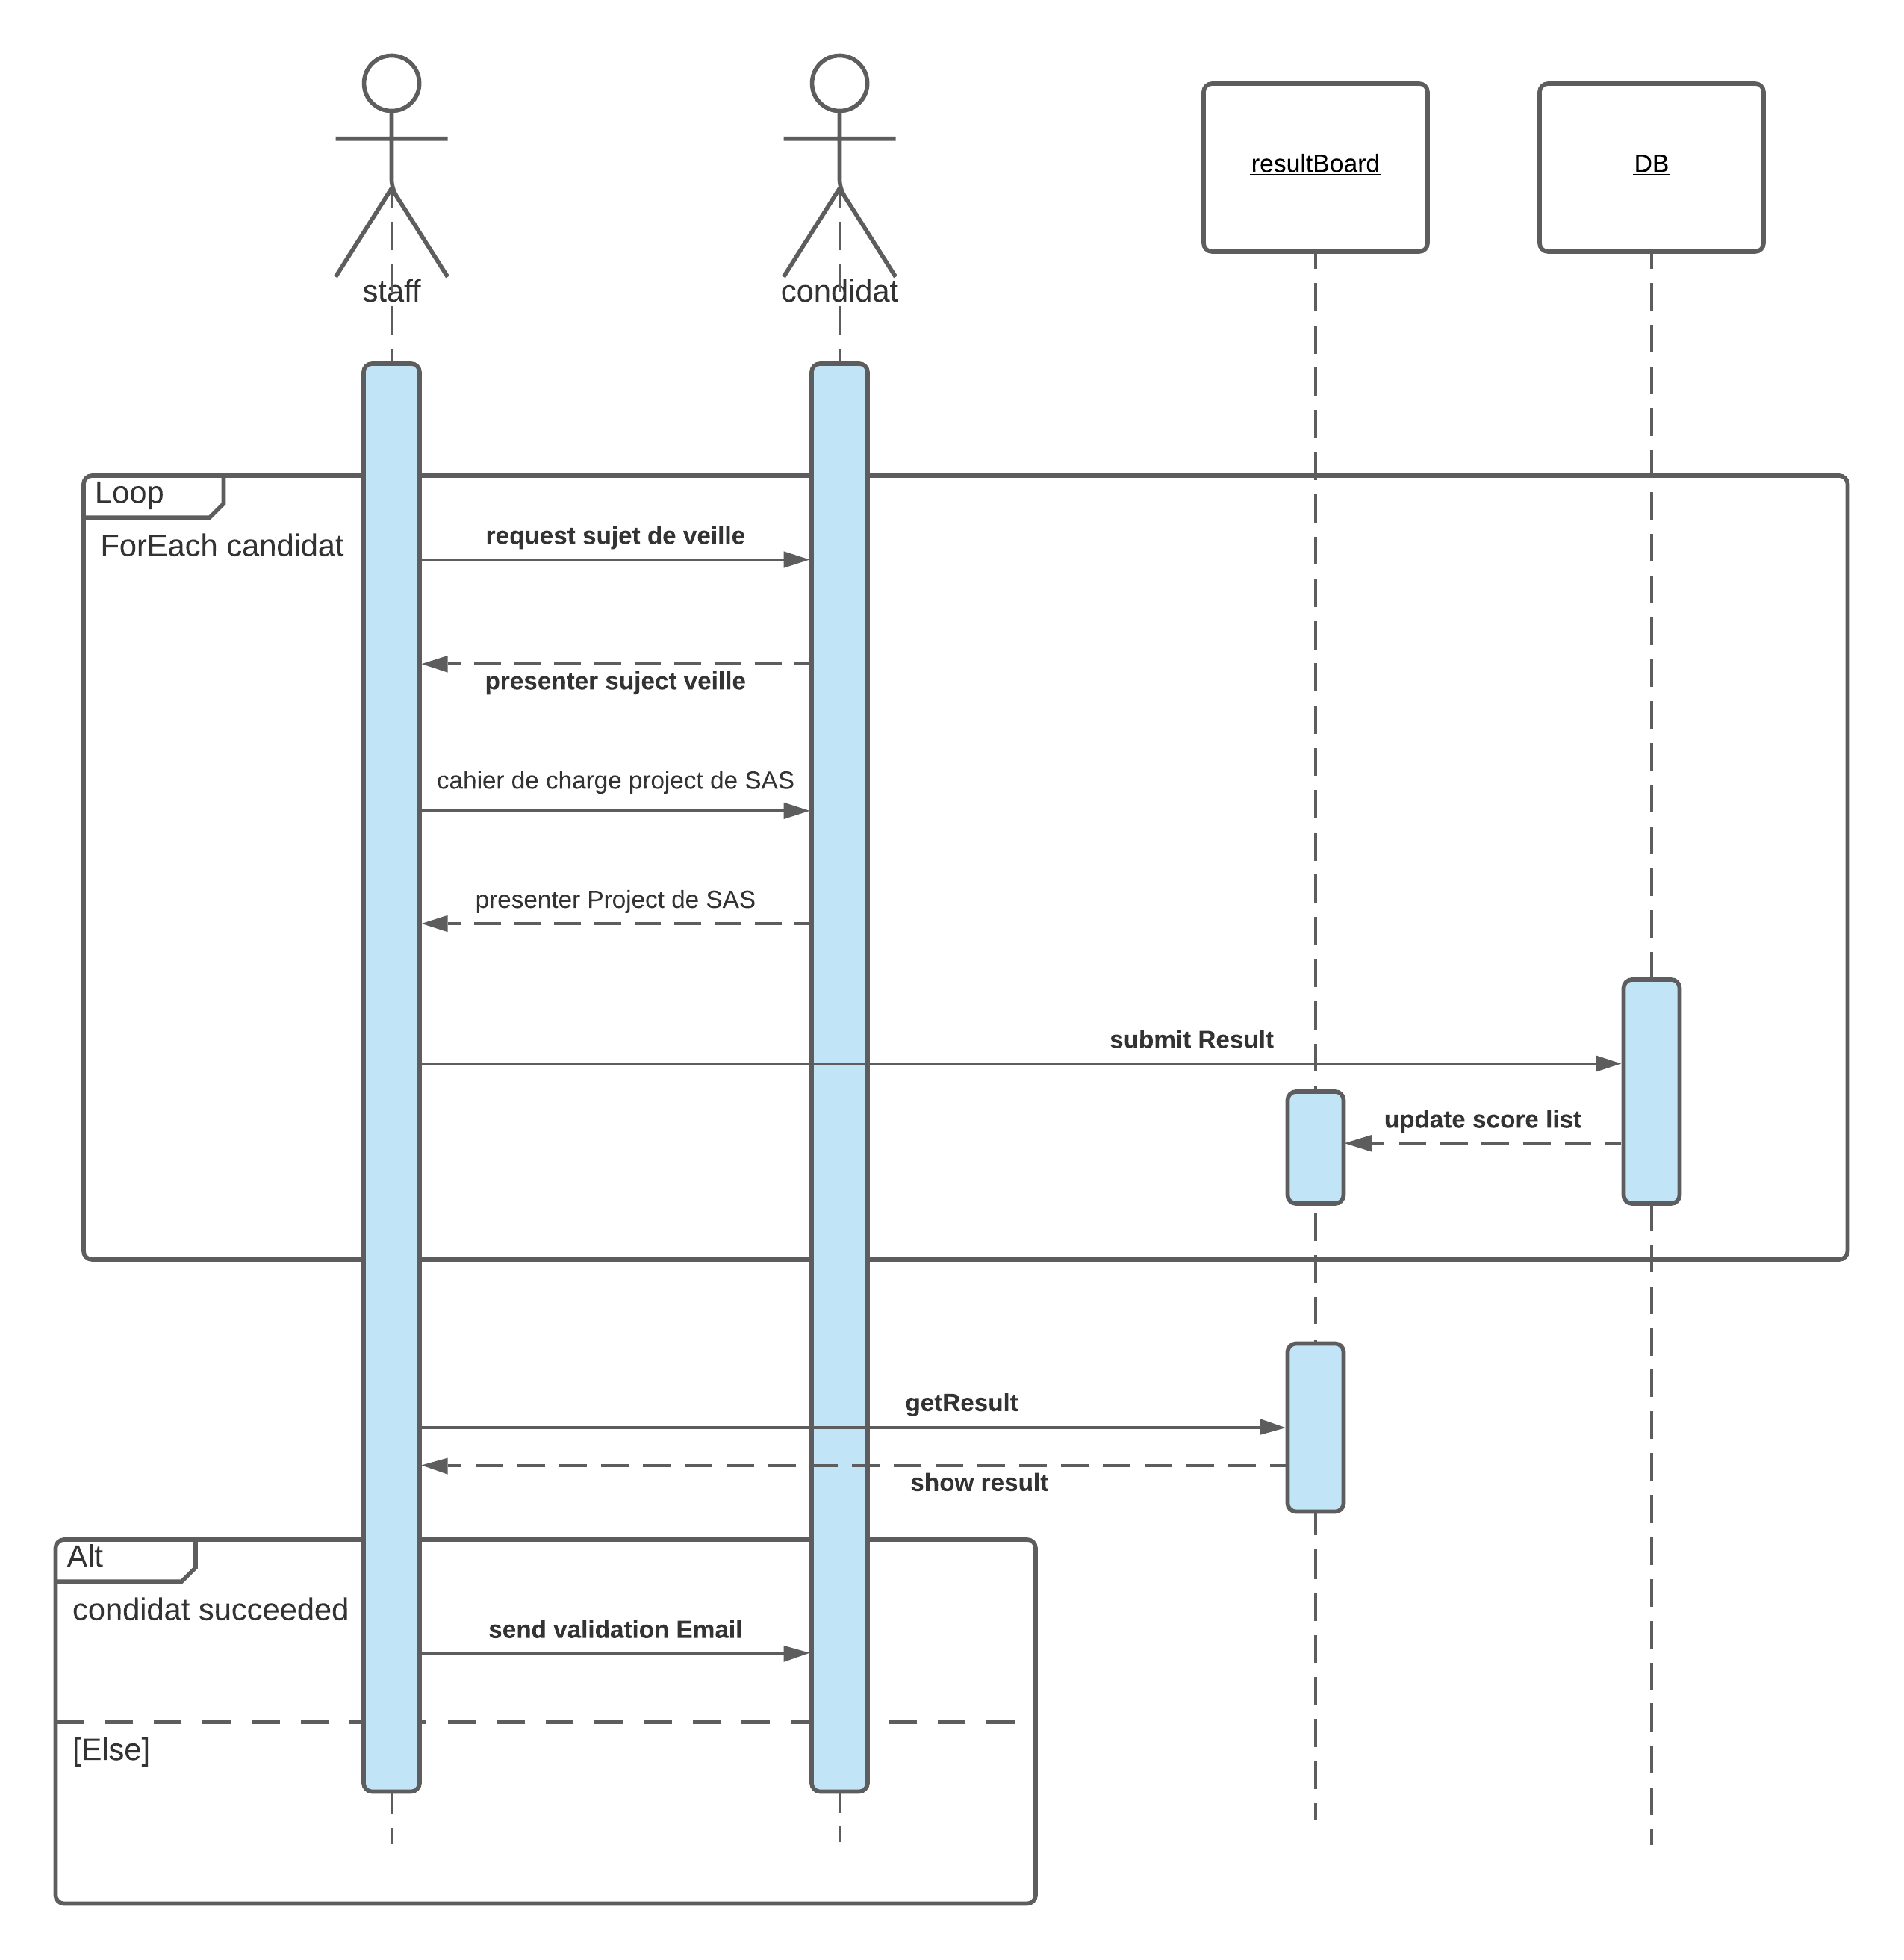 staff
condidat
resultBoard
DB
Loop
ForEach candidat
request sujet de veille
presenter suject veille
cahier de charge project de SAS
presenter Project de SAS
submit Result
update score list
getResult
show result
Alt
condidat succeeded
send validation Email
[Else]